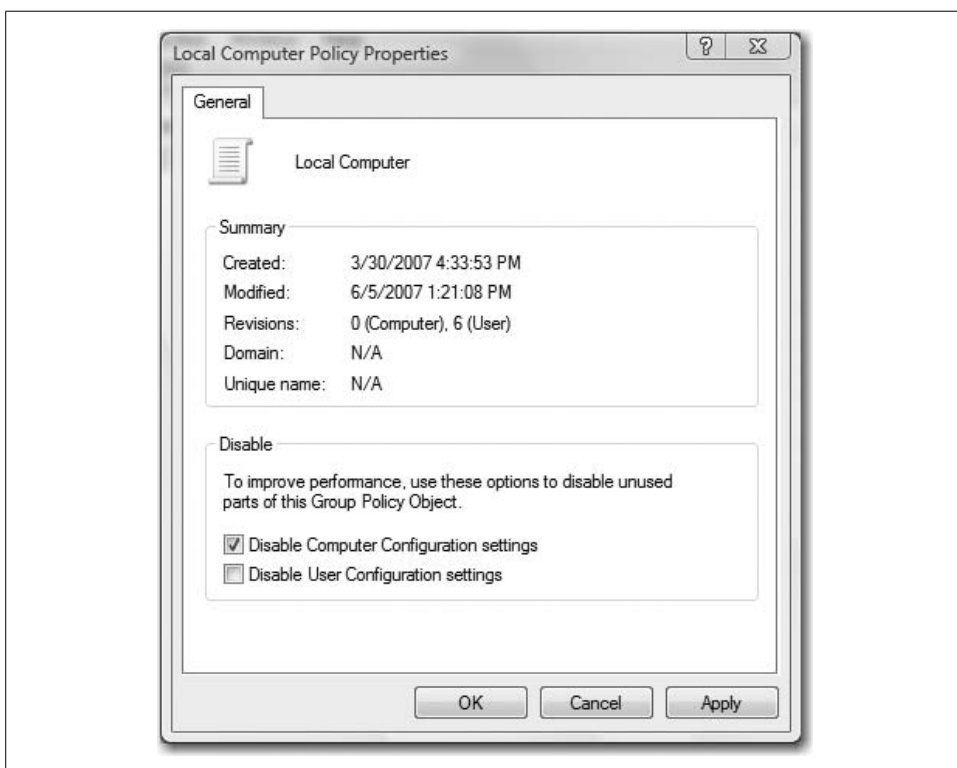 Local Computer Policy Properties
General
Local Computer
Summary
Created: 3/30/2007 4:33:53 PM
Modified: 6/5/2007 1:21:08 PM
Revisions: 0 (Computer), 6 (User)
Domain: N/A
Unique name: N/A
Disable
To improve performance, use these options to disable unused
parts of this Group Policy Object.
Disable Computer Configuration settings
Disable User Configuration settings
OK Cancel Apply